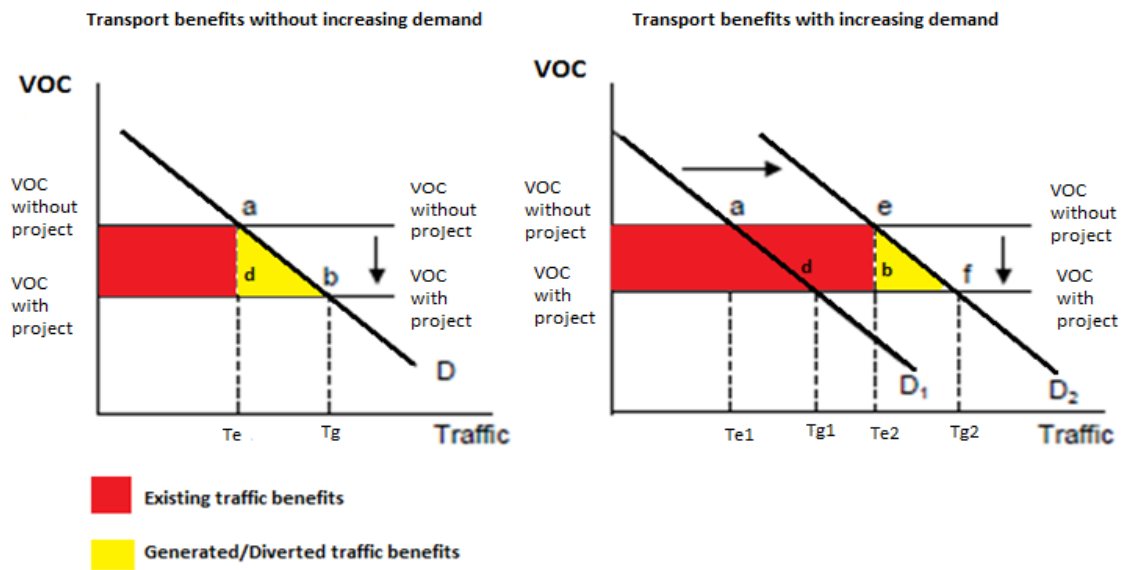 Transport benefits without increasing demand
Transport benefits with increasing demand
VOC
VOC
without
project
VOC
with
project
a
d
b
VOC
without
project
VOC
with
project
D
Te
Tg
Traffic
VOC
VOC
without
project
VOC
with
project
a
e
d
b
f
VOC
without
project
VOC
with
project
D₁
D₂
Te1
Tg1
Te2
Tg2
Traffic
Existing traffic benefits
Generated/Diverted traffic benefits